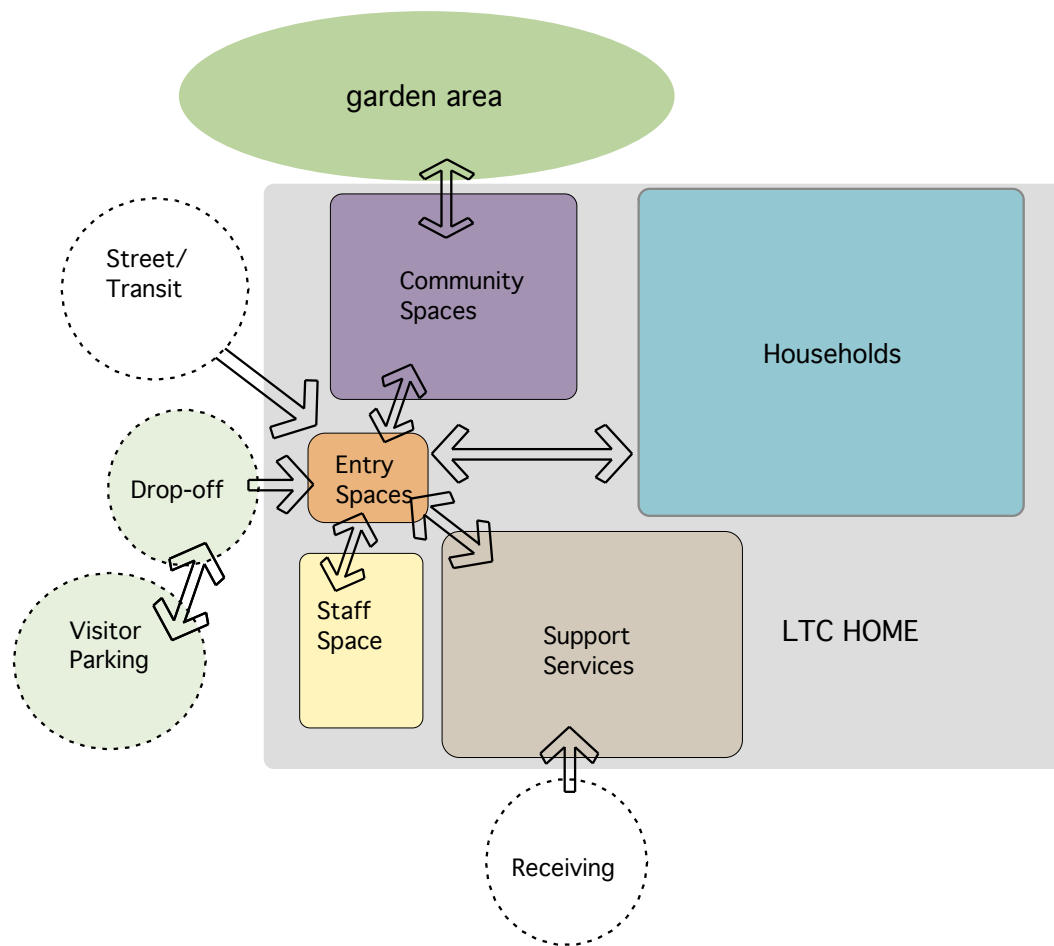 garden area
Street/
Transit
Community
Spaces
Households
Entry
Spaces
Drop-off
Staff
Space
Visitor
Parking
Support
Services
LTC HOME
Receiving